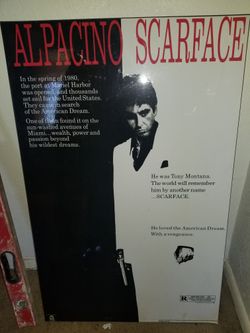 AL PACINO SCARFACE
In the spring of 1980,
the port at Mariel Harbor
was opened, and thousands
set sail for the United States.
They came in search
of the American Dream.
One of them found it on the
sun-washed avenues of
Miami...wealth, power and
passion beyond
his wildest dreams.
He was Tony Montana.
The world will remember
him by another name
...SCARFACE.
He loved the American Dream.
With a vengeance.
R